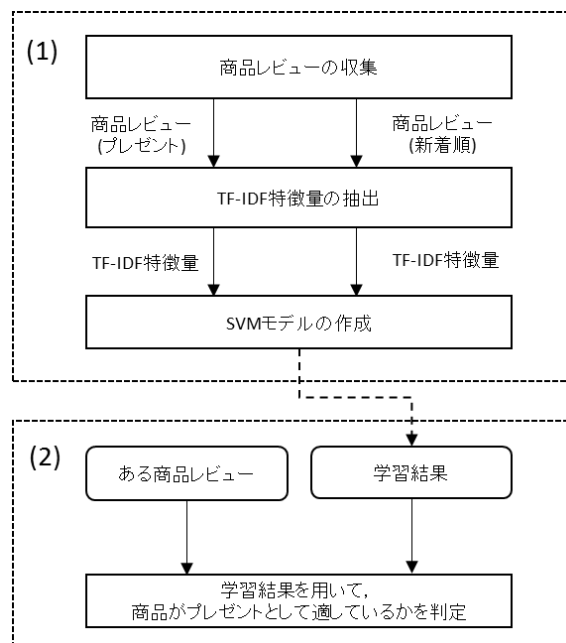 (1)
商品レビューの収集
商品レビュー
(プレゼント)
商品レビュー
(新着順)
TF-IDF特徴量の抽出
TF-IDF特徴量
TF-IDF特徴量
SVMモデルの作成
(2)
ある商品レビュー
学習結果
学習結果を用いて,
商品がプレゼントとして適しているかを判定